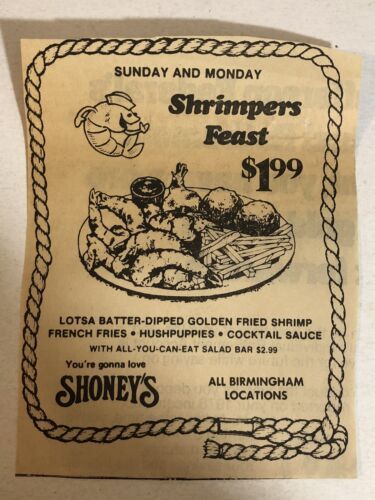 SUNDAY AND MONDAY
Shrimpers
Feast
$1.99
LOTSA BATTER-DIPPED GOLDEN FRIED SHRIMP
FRENCH FRIES • HUSHPUPPIES • COCKTAIL SAUCE
WITH ALL-YOU-CAN-EAT SALAD BAR $2.99
You're gonna love
SHONEY'S
ALL BIRMINGHAM
LOCATIONS